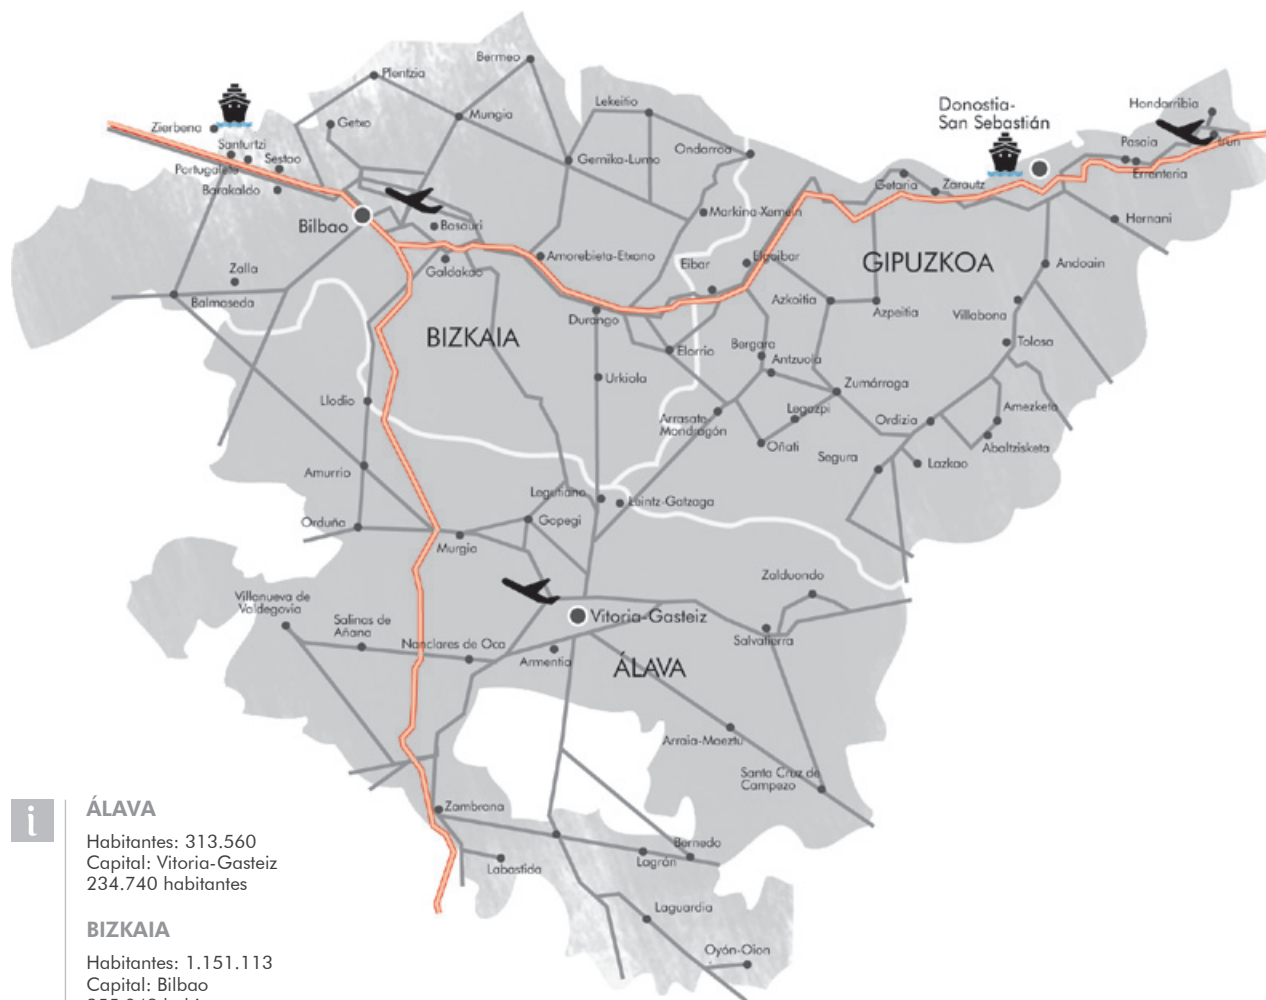 Bermeo
Plentzia
Lekeitio
Hondarribia
Donostia-
San Sebastián
Mungia
Getxo
Zierbena
Santurtzi
Sestao
Portugalete
Barakaldo
Gernika-Lumo
Ondarroa
Pasaia
Irun
Errenteria
Getaria
Zarautz
Hernani
Markina-Xemein
Bilbao
Basauri
Galdakao
Amorebieta-Etxano
Eibar
Elgoibar
GIPUZKOA
Andoain
Zalla
Balmaseda
Azkoitia
Azpeitia
Villabona
Durango
BIZKAIA
Elorrio
Bergara
Antzuola
Tolosa
Urkiola
Zumárraga
Llodio
Arrasate
Mondragón
Legazpi
Ordizia
Amezketa
Oñati
Abaltzisketa
Segura
Lazkao
Amurrio
Legutiano
Leintz-Gatzaga
Orduña
Gopegi
Murgia
Zalduondo
Villanueva de
Valdegovia
Salinas de
Añana
Vitoria-Gasteiz
Nanclares de Oca
Salvatierra
Armentia
ÁLAVA
Arraia-Maeztu
Santa Cruz de
Campezo
Zambrana
Bernedo
Lagrán
Labastida
Laguardia
Oyón-Oion
i
ÁLAVA
Habitantes: 313.560
Capital: Vitoria-Gasteiz
234.740 habitantes
BIZKAIA
Habitantes: 1.151.113
Capital: Bilbao